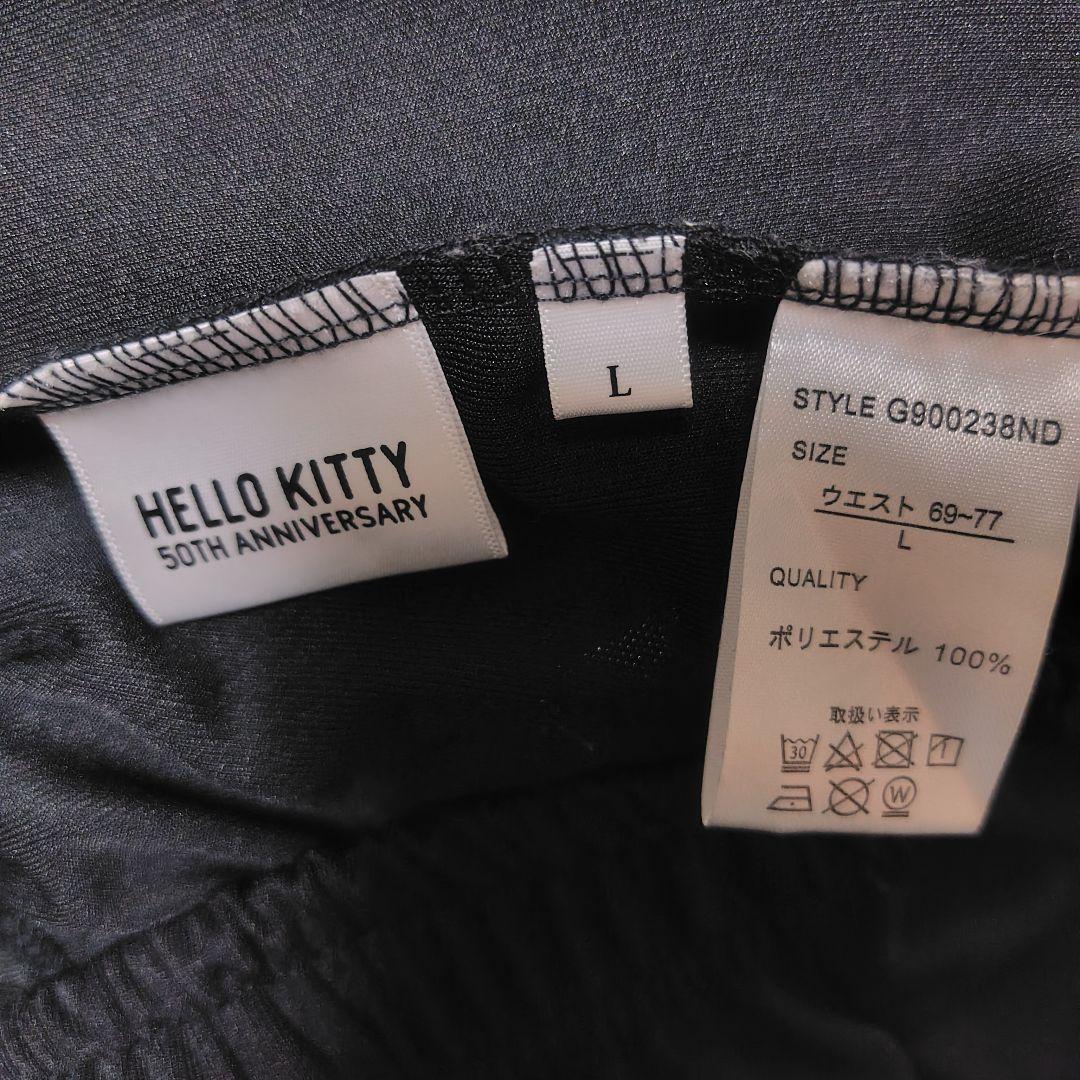 HELLO KITTY
50TH ANNIVERSARY
L
STYLE G900238ND
SIZE
ウエスト 69~77
L
QUALITY
ポリエステル 100%
取扱い表示
30
W